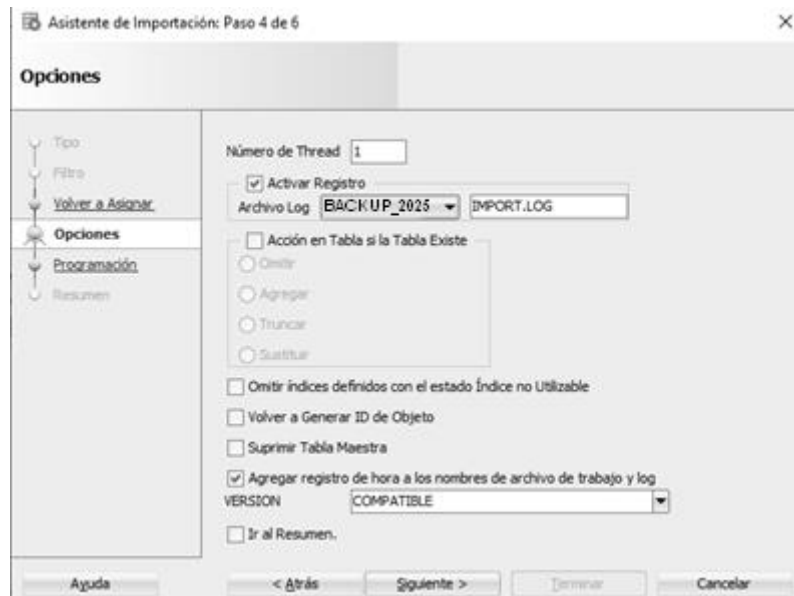 Asistente de Importación: Paso 4 de 6
Opciones
Tipo
Filtro
Volver a Asignar
Opciones
Programación
Resumen
Número de Thread 1
Activar Registro
Archivo Log BACKUP_2025 IMPORT.LOG
Acción en Tabla si la Tabla Existe
Omitir
Agregar
Truncar
Sustituir
Omitir índices definidos con el estado Índice no Utilizable
Volver a Generar ID de Objeto
Suprimir Tabla Maestra
Agregar registro de hora a los nombres de archivo de trabajo y log
VERSION COMPATIBLE
Ir al Resumen.
Ayuda < Atrás Siguiente > Terminar Cancelar